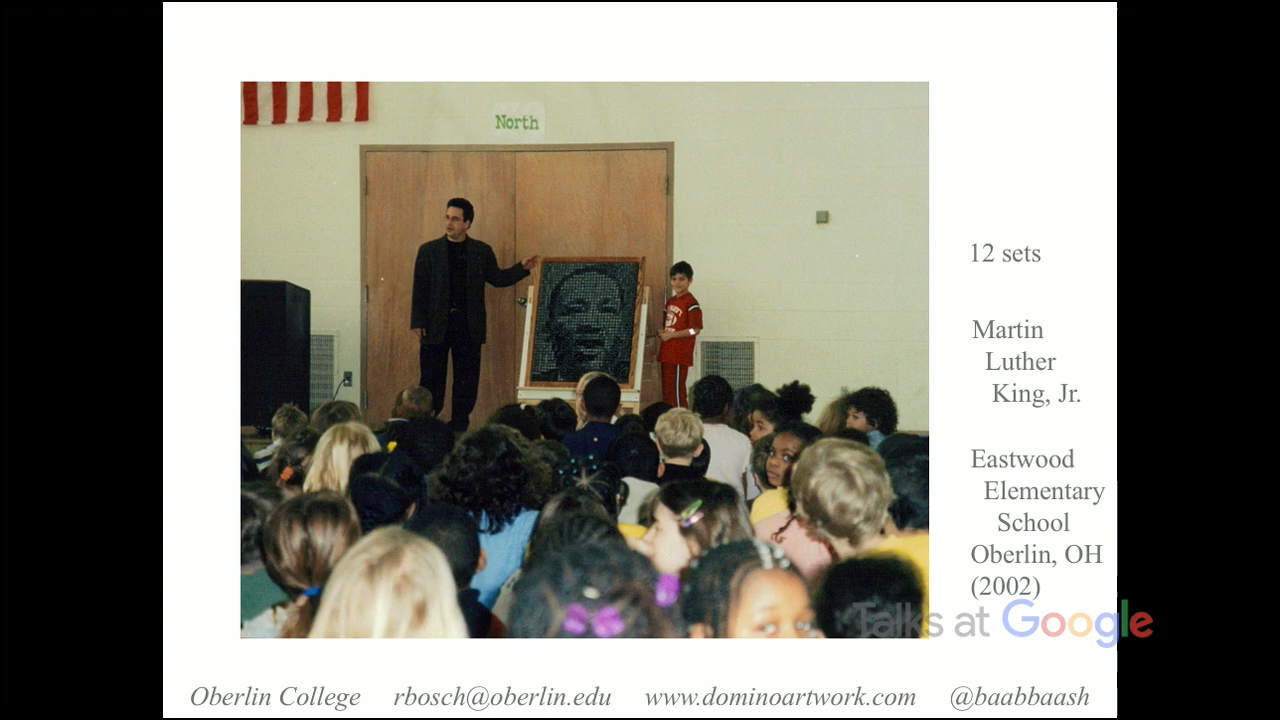 North
12 sets
Martin
Luther
King, Jr.
Eastwood
Elementary
School
Oberlin, OH
(2002)
Talks at Google
Oberlin College rbosch@oberlin.edu www.dominoartwork.com @baabbaash